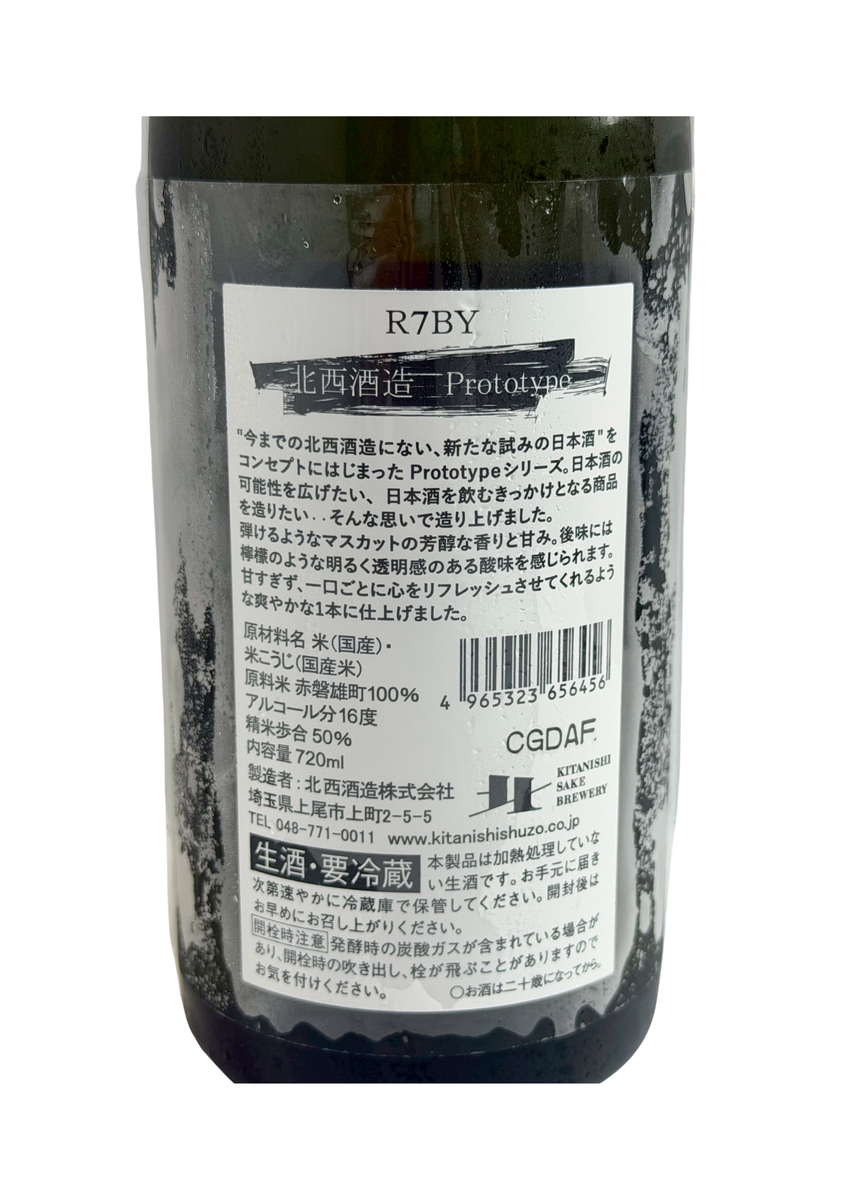 R7BY
北西酒造 Prototype
"今までの北西酒造にない、新たな試みの日本酒"を
コンセプトにはじまった Prototypeシリーズ。日本酒の
可能性を広げたい、日本酒を飲むきっかけとなる商品
を造りたい‥そんな思いで造り上げました。
弾けるようなマスカットの芳醇な香りと甘み。後味には
檸檬のような明るく透明感のある酸味を感じられます。
甘すぎず、一口ごとに心をリフレッシュさせてくれるよう
な爽やかな1本に仕上げました。
原材料名 米(国産)・
米こうじ(国産米)
原料米 赤磐雄町100%
アルコール分16度
精米歩合 50%
内容量 720ml
4 965323 656456
CGDAF
製造者:北西酒造株式会社
埼玉県上尾市上町2-5-5
TEL 048-771-0011 www.kitanishishuzo.co.jp
KITANISHI
SAKE
BREWERY
生酒・要冷蔵
本製品は加熱処理していな
い生酒です。お手元に届き
次第速やかに冷蔵庫で保管してください。開封後は
お早めにお召し上がりください。
開栓時注意 発酵時の炭酸ガスが含まれている場合が
あり、開栓時の吹き出し、栓が飛ぶことがありますので
お気を付けください。
〇お酒は二十歳になってから。